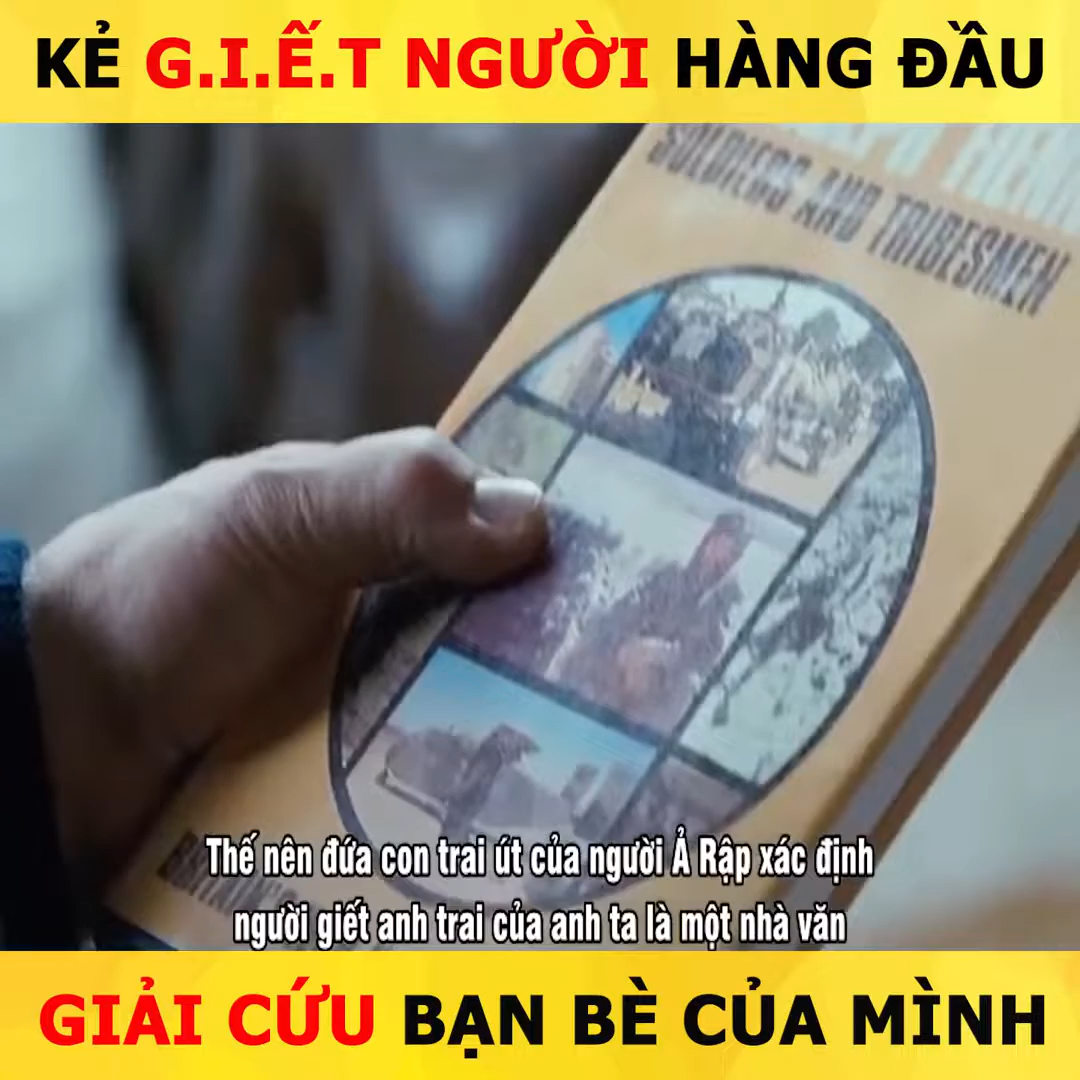 KẺ G.I.Ế.T NGƯỜI HÀNG ĐẦU
SOLDIERS AND TRIBESMEN
Thế nên đứa con trai út của người Ả Rập xác định
người giết anh trai của anh ta là một nhà văn
GIẢI CỨU BẠN BÈ CỦA MÌNH